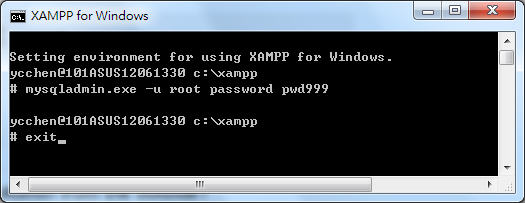 XAMPP for Windows
Setting environment for using XAMPP for Windows.
ycchen@101ASUS12061330 c:\xampp
# mysqladmin.exe -u root password pwd999
ycchen@101ASUS12061330 c:\xampp
# exit_